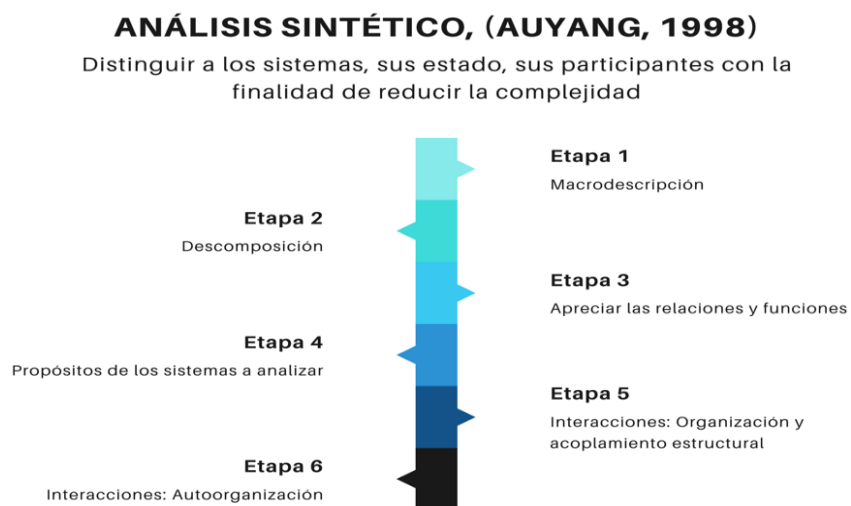 ANÁLISIS SINTÉTICO, (AUYANG, 1998)
Distinguir a los sistemas, sus estado, sus participantes con la
finalidad de reducir la complejidad
Etapa 1
Macrodescripción
Etapa 2
Descomposición
Etapa 3
Apreciar las relaciones y funciones
Etapa 4
Propósitos de los sistemas a analizar
Etapa 5
Interacciones: Organización y
acoplamiento estructural
Etapa 6
Interacciones: Autoorganización